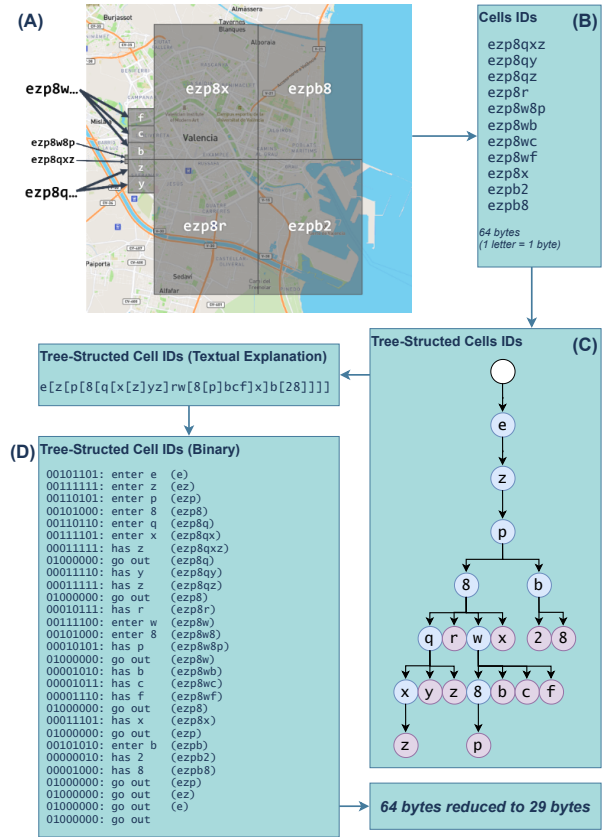 (A)
Burjassot
Almàssera
Tavernes
Blanques
Alboraia
ezp8w…
ezp8x
ezpb8
f
c
b
z
y
Valencia
ezp8w8p
ezp8qxz
ezp8q…
ezp8r
ezpb2
Paiporta
Sedaví
Alfafar
(B)
Cells IDs
ezp8qxz
ezp8qy
ezp8qz
ezp8r
ezp8w8p
ezp8wb
ezp8wc
ezp8wf
ezp8x
ezpb2
ezpb8
64 bytes
(1 letter = 1 byte)
(C)
Tree-Structured Cells IDs
e
z
p
8 b
q r w x 2 8
x y z 8 b c f
z p
Tree-Structured Cell IDs (Textual Explanation)
e[z[p[8[q[x[z]yz]rw[8[p]bcf]x]b[28]]]]
(D)
Tree-Structured Cell IDs (Binary)
00101101: enter e (e)
00111111: enter z (ez)
00110101: enter p (ezp)
00101000: enter 8 (ezp8)
00110110: enter q (ezp8q)
00111101: enter x (ezp8qx)
00011111: has z (ezp8qxz)
01000000: go out (ezp8q)
00011110: has y (ezp8qy)
00011111: has z (ezp8qz)
01000000: go out (ezp8)
00010111: has r (ezp8r)
00111100: enter w (ezp8w)
00101000: enter 8 (ezp8w8)
00010101: has p (ezp8w8p)
01000000: go out (ezp8w)
00001010: has b (ezp8wb)
00001011: has c (ezp8wc)
00001110: has f (ezp8wf)
01000000: go out (ezp8)
00011101: has x (ezp8x)
01000000: go out (ezp)
00101010: enter b (ezpb)
00000010: has 2 (ezpb2)
00001000: has 8 (ezpb8)
01000000: go out (ezp)
01000000: go out (ez)
01000000: go out (e)
01000000: go out
64 bytes reduced to 29 bytes